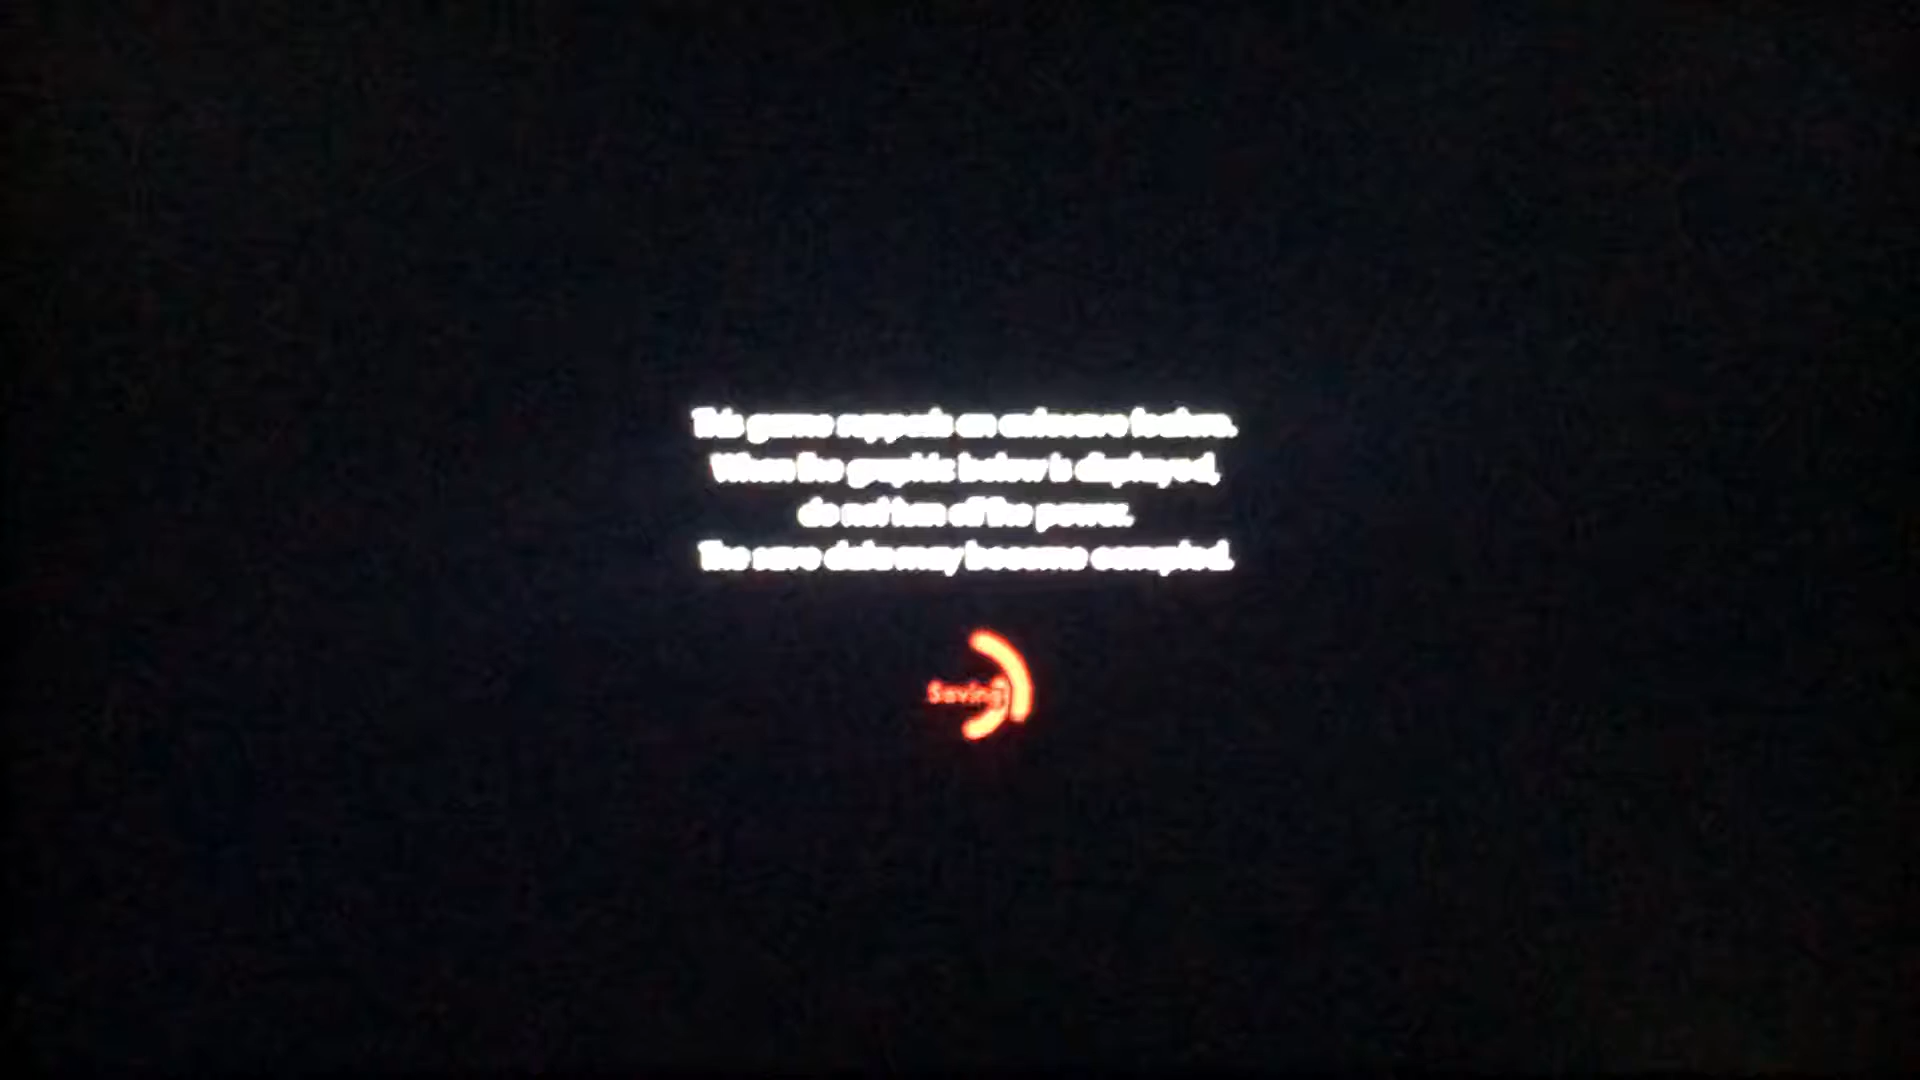 This game supports an autosave feature.
When the graphic below is displayed,
do not turn off the power.
The save data may become corrupted.
Saving